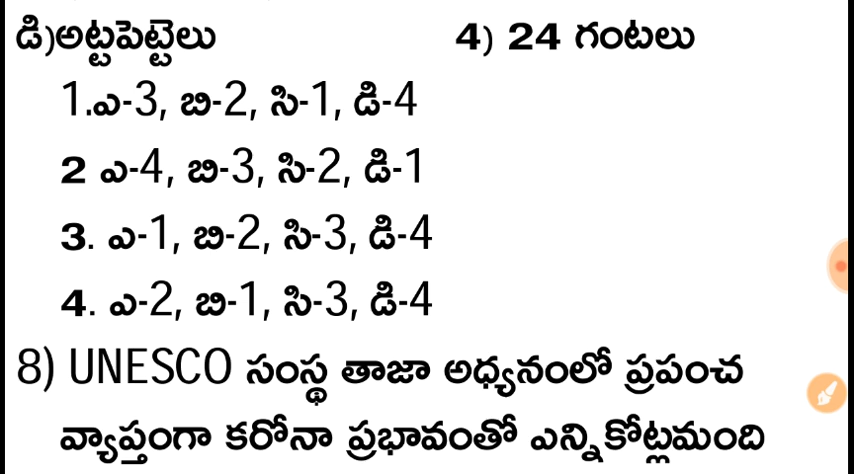 డి)అట్టపెట్టెలు 4) 24 గంటలు
1.ఎ-3, బి-2, సి-1, డి-4
2 ఎ-4, బి-3, సి-2, డి-1
3. ఎ-1, బి-2, సి-3, డి-4
4. ఎ-2, బి-1, సి-3, డి-4
8) UNESCO సంస్థ తాజా అధ్యనంలో ప్రపంచ
వ్యాప్తంగా కరోనా ప్రభావంతో ఎన్నికోట్లమంది